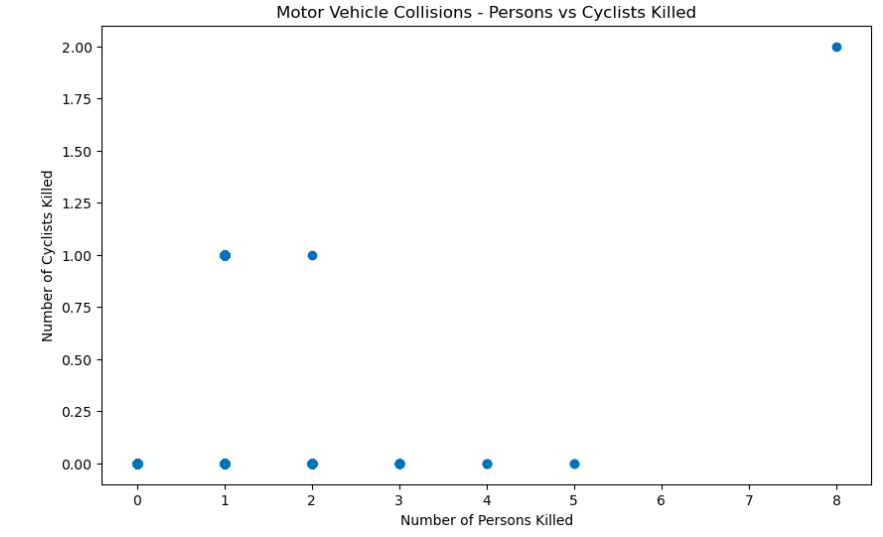 Motor Vehicle Collisions - Persons vs Cyclists Killed
2.00
1.75
1.50
1.25
1.00
0.75
0.50
0.25
0.00
Number of Cyclists Killed
0 1 2 3 4 5 6 7 8
Number of Persons Killed